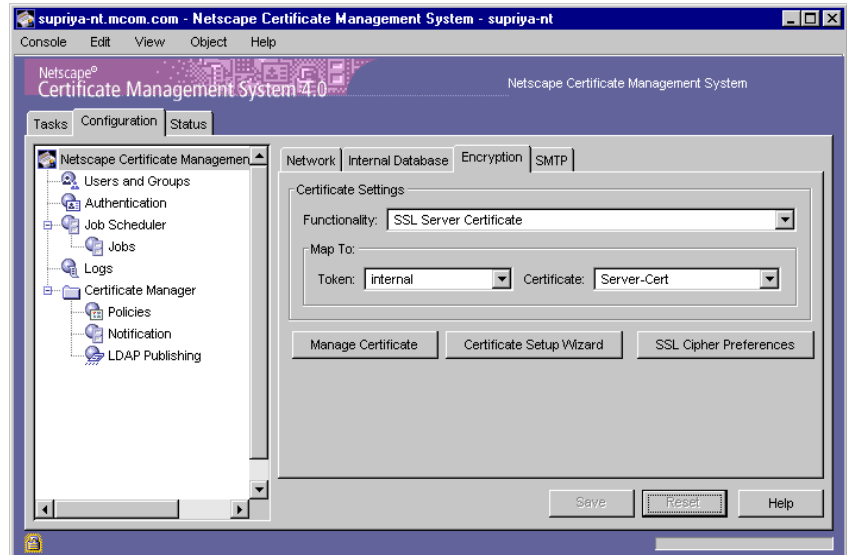 supriya-nt.mcom.com - Netscape Certificate Management System - supriya-nt
Console Edit View Object Help
Netscape®
Certificate Management System 4.0
Netscape Certificate Management System
Tasks Configuration Status
Netscape Certificate Managemen
Users and Groups
Authentication
Job Scheduler
Jobs
Logs
Certificate Manager
Policies
Notification
LDAP Publishing
Network Internal Database Encryption SMTP
Certificate Settings
Functionality: SSL Server Certificate
Map To:
Token: internal Certificate: Server-Cert
Manage Certificate Certificate Setup Wizard SSL Cipher Preferences
Save Reset Help